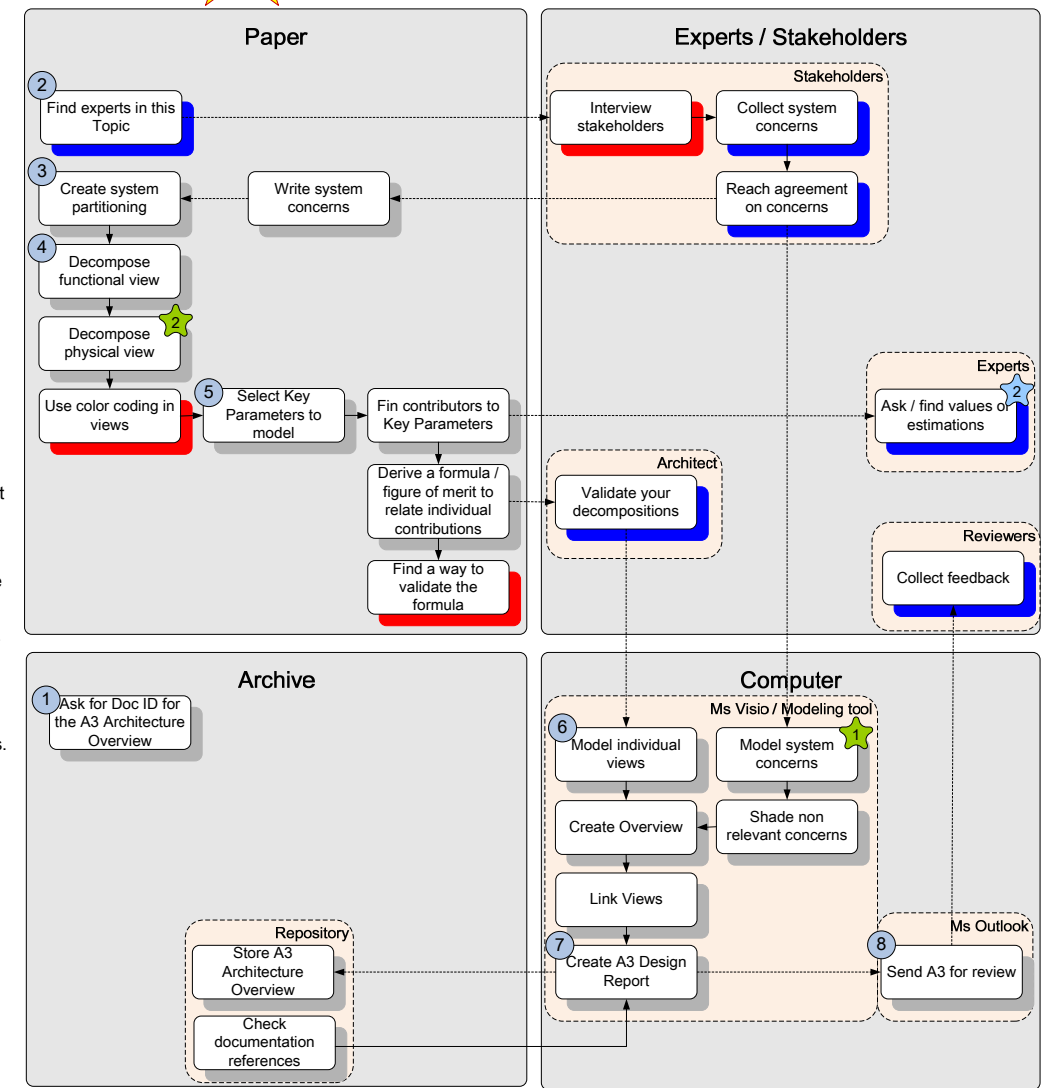 Paper
2
Find experts in this
Topic
3
Create system
partitioning
Write system
concerns
4
Decompose
functional view
Decompose
physical view
2
Use color coding in
views
5
Select Key
Parameters to
model
Fin contributors to
Key Parameters
Derive a formula /
figure of merit to
relate individual
contributions
Find a way to
validate the
formula
Experts / Stakeholders
Stakeholders
Interview
stakeholders
Collect system
concerns
Reach agreement
on concerns
Experts
2
Ask / find values or
estimations
Architect
Validate your
decompositions
Reviewers
Collect feedback
t
e
s.
Archive
1
Ask for Doc ID for
the A3 Architecture
Overview
Repository
Store A3
Architecture
Overview
Check
documentation
references
Computer
Ms Visio / Modeling tool
6
Model individual
views
Model system
concerns
1
Create Overview
Shade non
relevant concerns
Link Views
7
Create A3 Design
Report
Ms Outlook
8
Send A3 for review